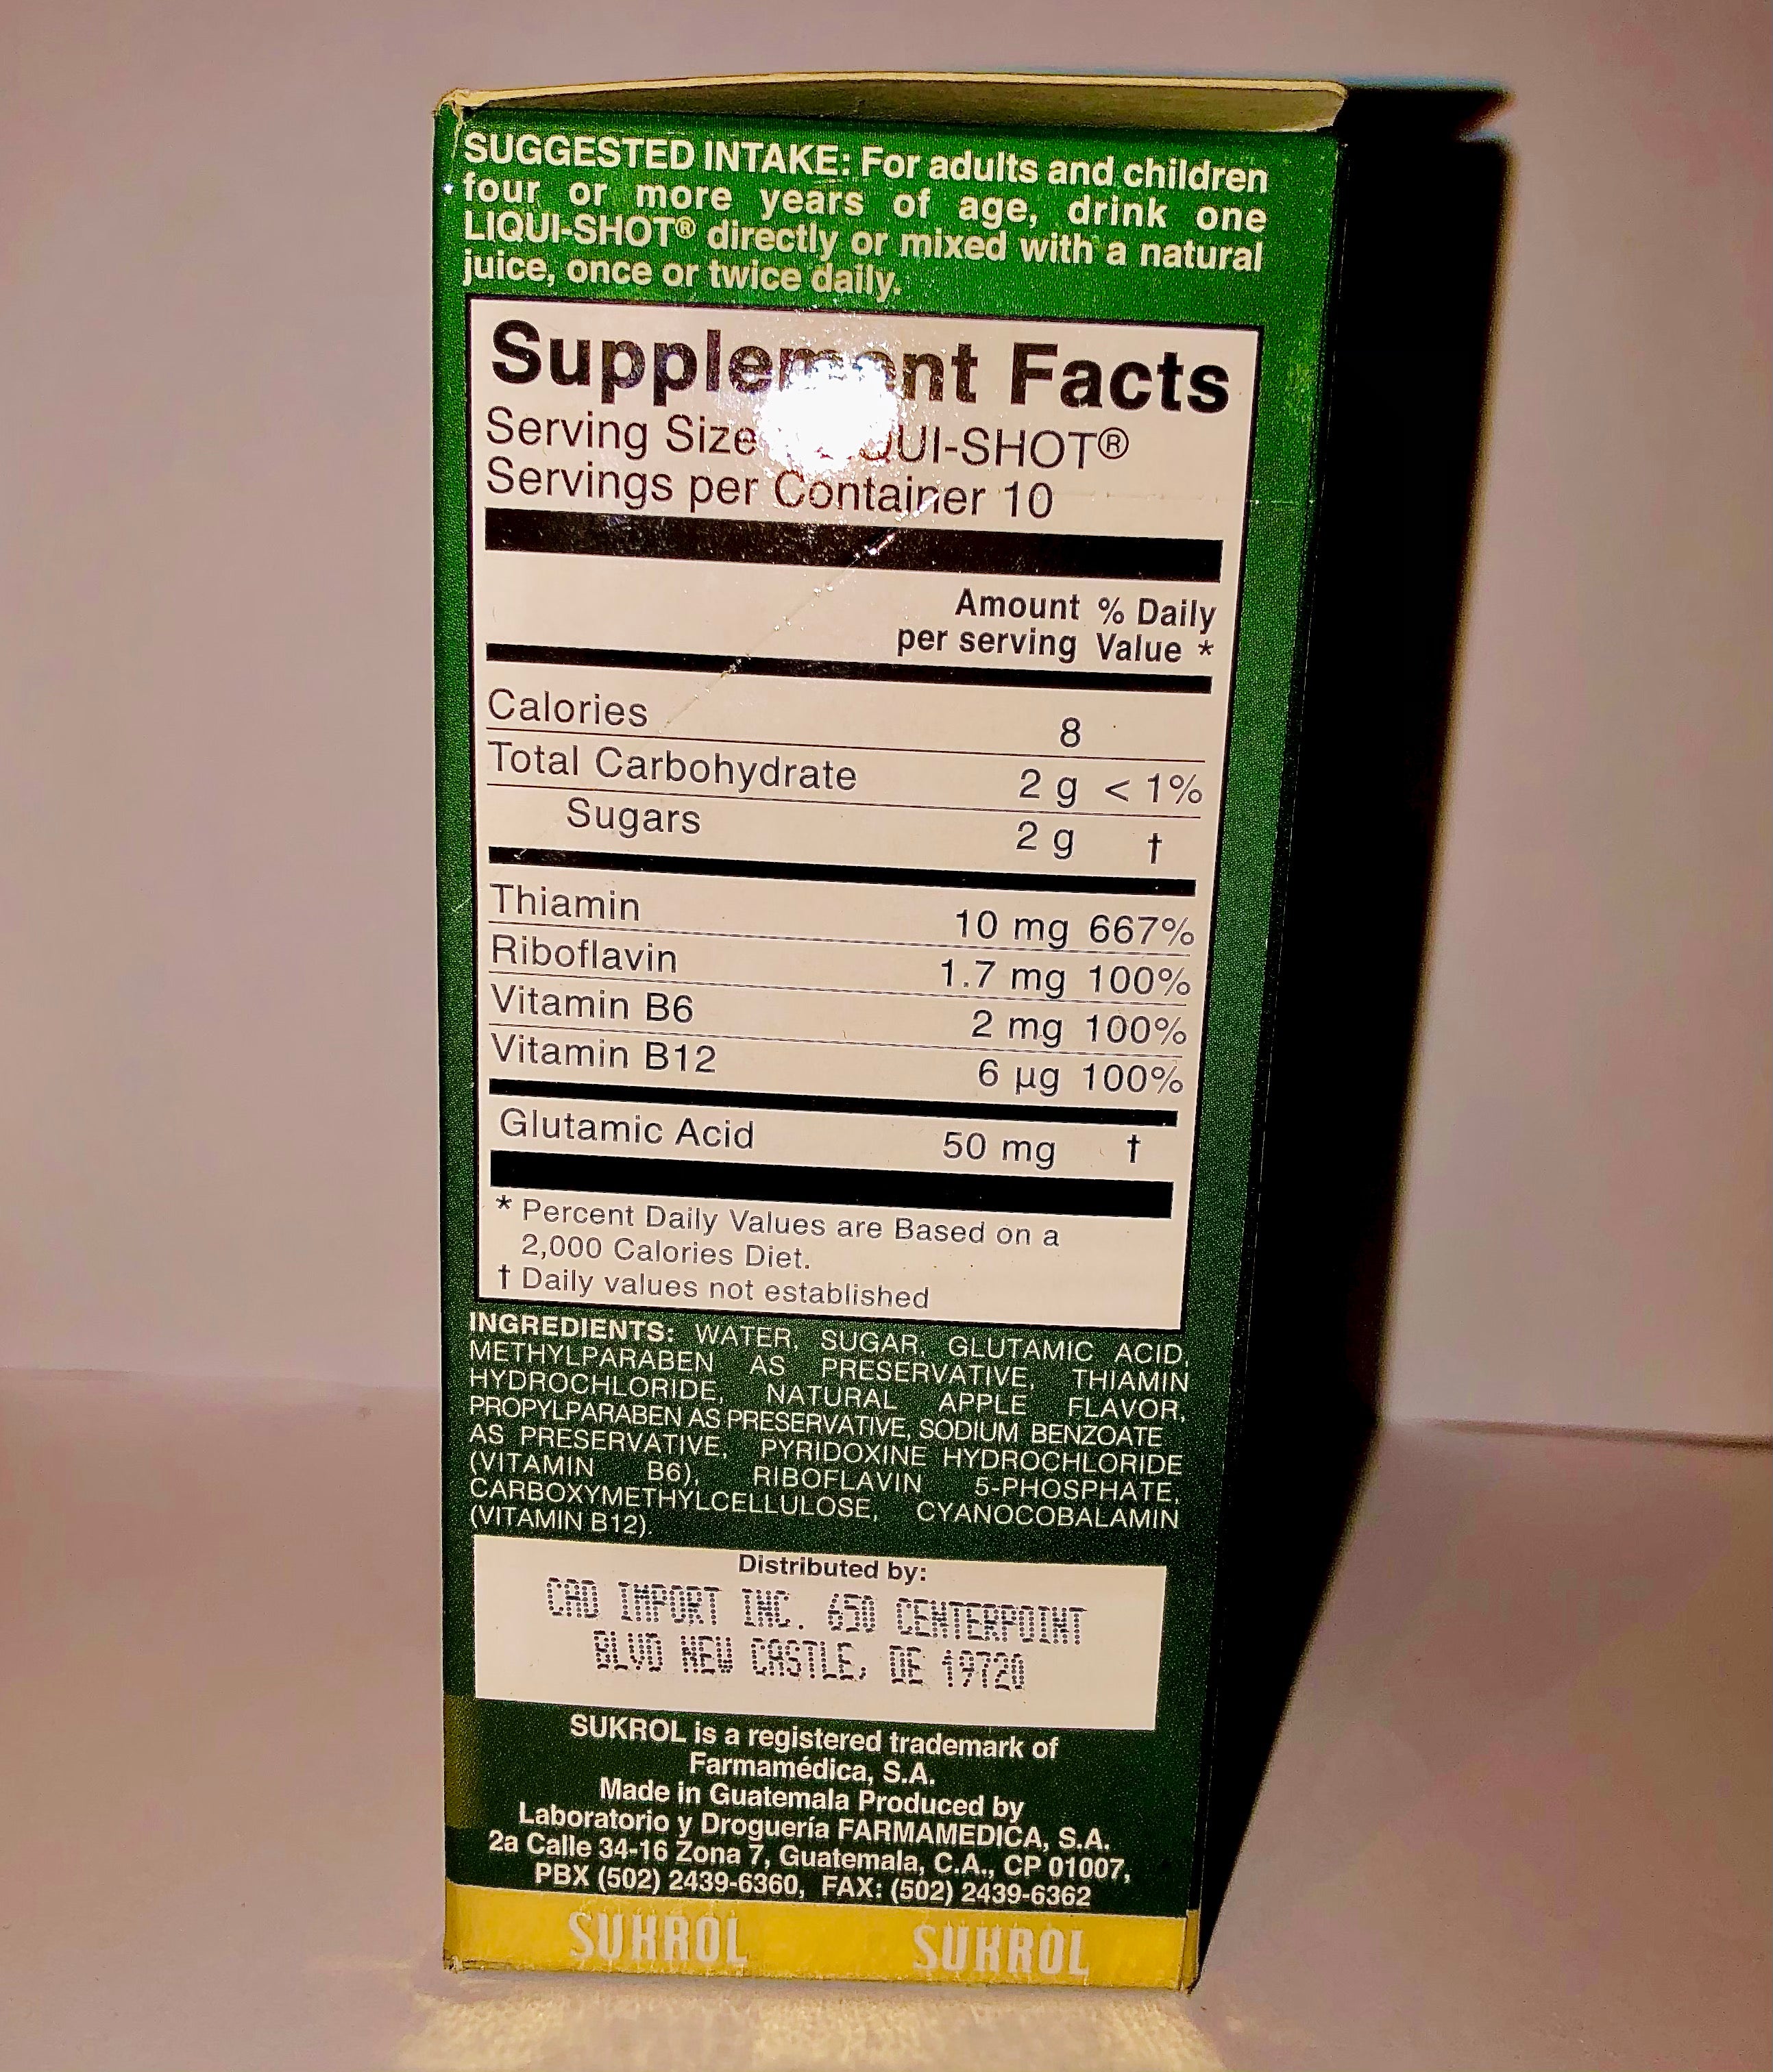 SUGGESTED INTAKE: For adults and children
four or more years of age, drink one
LIQUI-SHOT® directly or mixed with a natural
juice, once or twice daily.
Supplement Facts
Serving Size UI-SHOT®
Servings per Container 10
Amount % Daily
per serving Value *
Calories 8
Total Carbohydrate 2 g < 1%
Sugars 2 g †
Thiamin 10 mg 667%
Riboflavin 1.7 mg 100%
Vitamin B6 2 mg 100%
Vitamin B12 6 µg 100%
Glutamic Acid 50 mg †
* Percent Daily Values are Based on a
2,000 Calories Diet.
† Daily values not established
INGREDIENTS: WATER, SUGAR, GLUTAMIC ACID,
METHYLPARABEN AS PRESERVATIVE, THIAMIN
HYDROCHLORIDE, NATURAL APPLE FLAVOR,
PROPYLPARABEN AS PRESERVATIVE, SODIUM BENZOATE
AS PRESERVATIVE, PYRIDOXINE HYDROCHLORIDE
(VITAMIN B6), RIBOFLAVIN 5-PHOSPHATE,
CARBOXYMETHYLCELLULOSE, CYANOCOBALAMIN
(VITAMIN B12).
Distributed by:
CAD IMPORT INC. 650 CENTERPOINT
BLVD NEW CASTLE, DE 19720
SUKROL is a registered trademark of
Farmamédica, S.A.
Made in Guatemala Produced by
Laboratorio y Droguería FARMAMEDICA, S.A.
2a Calle 34-16 Zona 7, Guatemala, C.A., CP 01007,
PBX (502) 2439-6360, FAX: (502) 2439-6362
SUKROL SUKROL